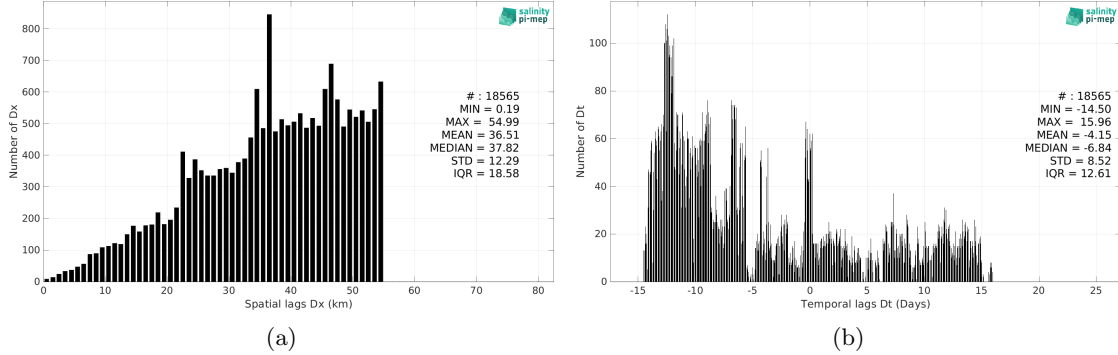 salinity
pi-mep
800
700
600
500
400
300
200
100
0
Number of Dx
# : 18565
MIN = 0.19
MAX = 54.99
MEAN = 36.51
MEDIAN = 37.82
STD = 12.29
IQR = 18.58
0 10 20 30 40 50 60 70 80
Spatial lags Dx (km)
(a)
salinity
pi-mep
100
80
60
40
20
0
Number of Dt
# : 18565
MIN = -14.50
MAX = 15.96
MEAN = -4.15
MEDIAN = -6.84
STD = 8.52
IQR = 12.61
-15 -10 -5 0 5 10 15 20 25
Temporal lags Dt (Days)
(b)